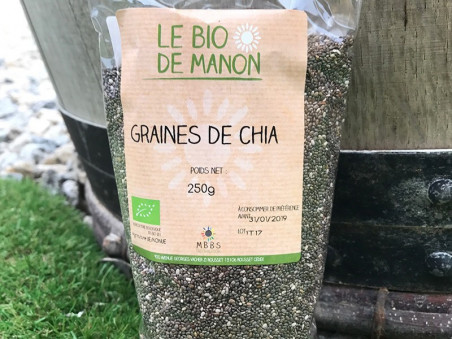 LE BIO
DE MANON
GRAINES DE CHIA
POIDS NET
250g
À CONSOMMER DE PRÉFÉRENCE
AVANT 31/01/2019
LOT 1T17
MBBS